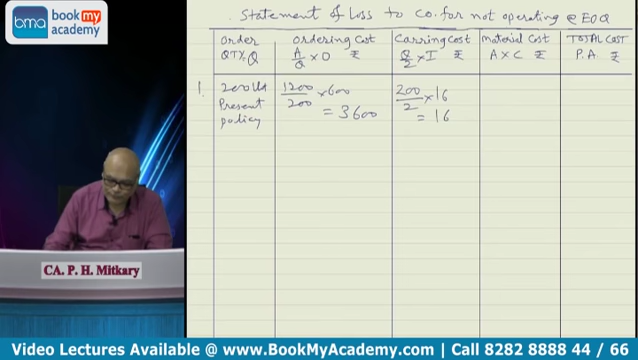 bma
book my
academy
Statement of Loss to Co. for not operating @ EOQ
order
QTY. Q
ordering cost
A/Q × O ₹
Carring cost
Q/2 × I ₹
material cost
A × C ₹
TOTAL COST
P.A. ₹
1.
200 Us
Present
policy
1200/200 × 600
= 3600
200/2 × 16
= 16
CA. P. H. Mitkary
Video Lectures Available @ www.BookMyAcademy.com | Call 8282 8888 44 / 66